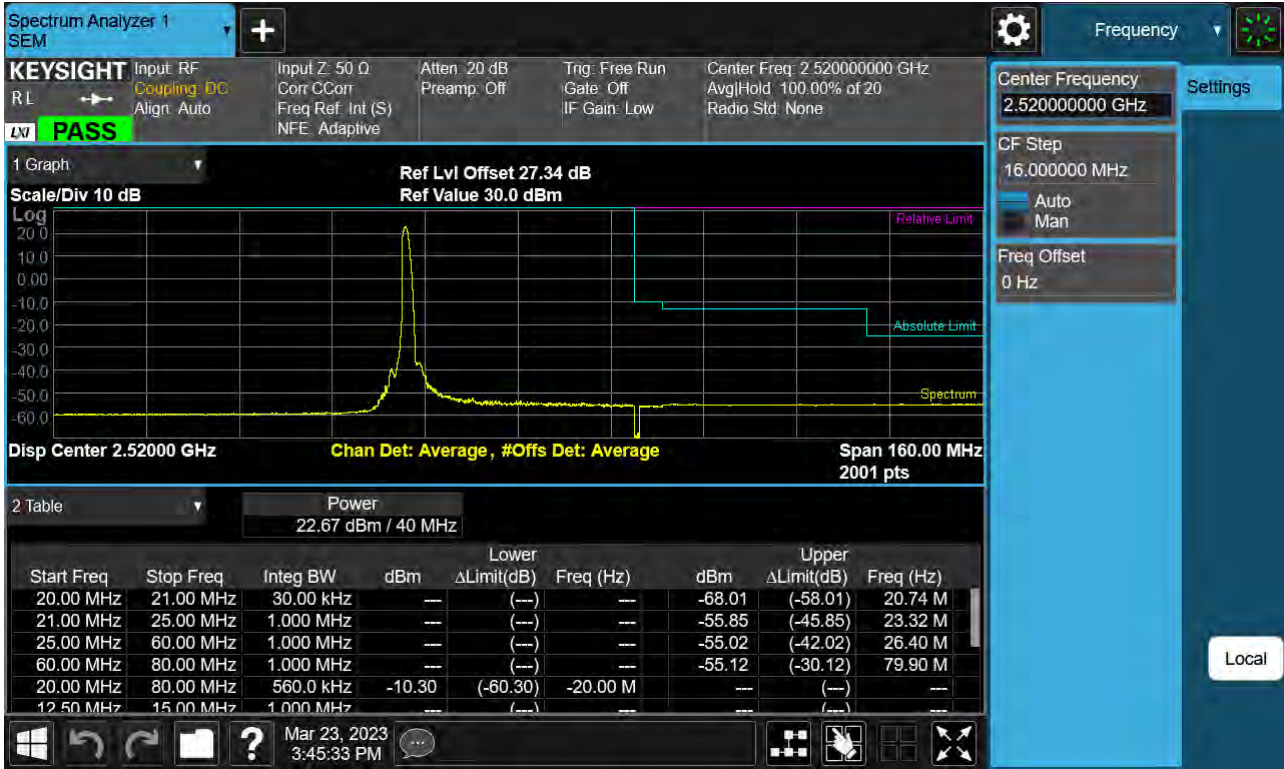 Spectrum Analyzer 1
SEM
Frequency
KEYSIGHT
RL
LXI
PASS
Input: RF
Coupling: DC
Align: Auto
Input Z: 50 Ω
Corr CCorr
Freq Ref: Int (S)
NFE: Adaptive
Atten: 20 dB
Preamp: Off
Trig: Free Run
Gate: Off
IF Gain: Low
Center Freq: 2.520000000 GHz
Avg|Hold: 100.00% of 20
Radio Std: None
1 Graph
Scale/Div 10 dB
Ref Lvl Offset 27.34 dB
Ref Value 30.0 dBm
Log
20.0
10.0
0.00
-10.0
-20.0
-30.0
-40.0
-50.0
-60.0
Relative Limit
Absolute Limit
Spectrum
Disp Center 2.52000 GHz
Chan Det: Average, #Offs Det: Average
Span 160.00 MHz
2001 pts
2 Table
Power
22.67 dBm / 40 MHz
Lower Upper
Start Freq Stop Freq Integ BW dBm ΔLimit(dB) Freq (Hz) dBm ΔLimit(dB) Freq (Hz)
20.00 MHz 21.00 MHz 30.00 kHz --- (---) --- -68.01 (-58.01) 20.74 M
21.00 MHz 25.00 MHz 1.000 MHz --- (---) --- -55.85 (-45.85) 23.32 M
25.00 MHz 60.00 MHz 1.000 MHz --- (---) --- -55.02 (-42.02) 26.40 M
60.00 MHz 80.00 MHz 1.000 MHz --- (---) --- -55.12 (-30.12) 79.90 M
20.00 MHz 80.00 MHz 560.0 kHz -10.30 (-60.30) -20.00 M --- (---) ---
12.50 MHz 15.00 MHz 1.000 MHz --- (---) --- --- (---) ---
Mar 23, 2023
3:45:33 PM
Center Frequency
2.520000000 GHz
CF Step
16.000000 MHz
Auto
Man
Freq Offset
0 Hz
Settings
Local